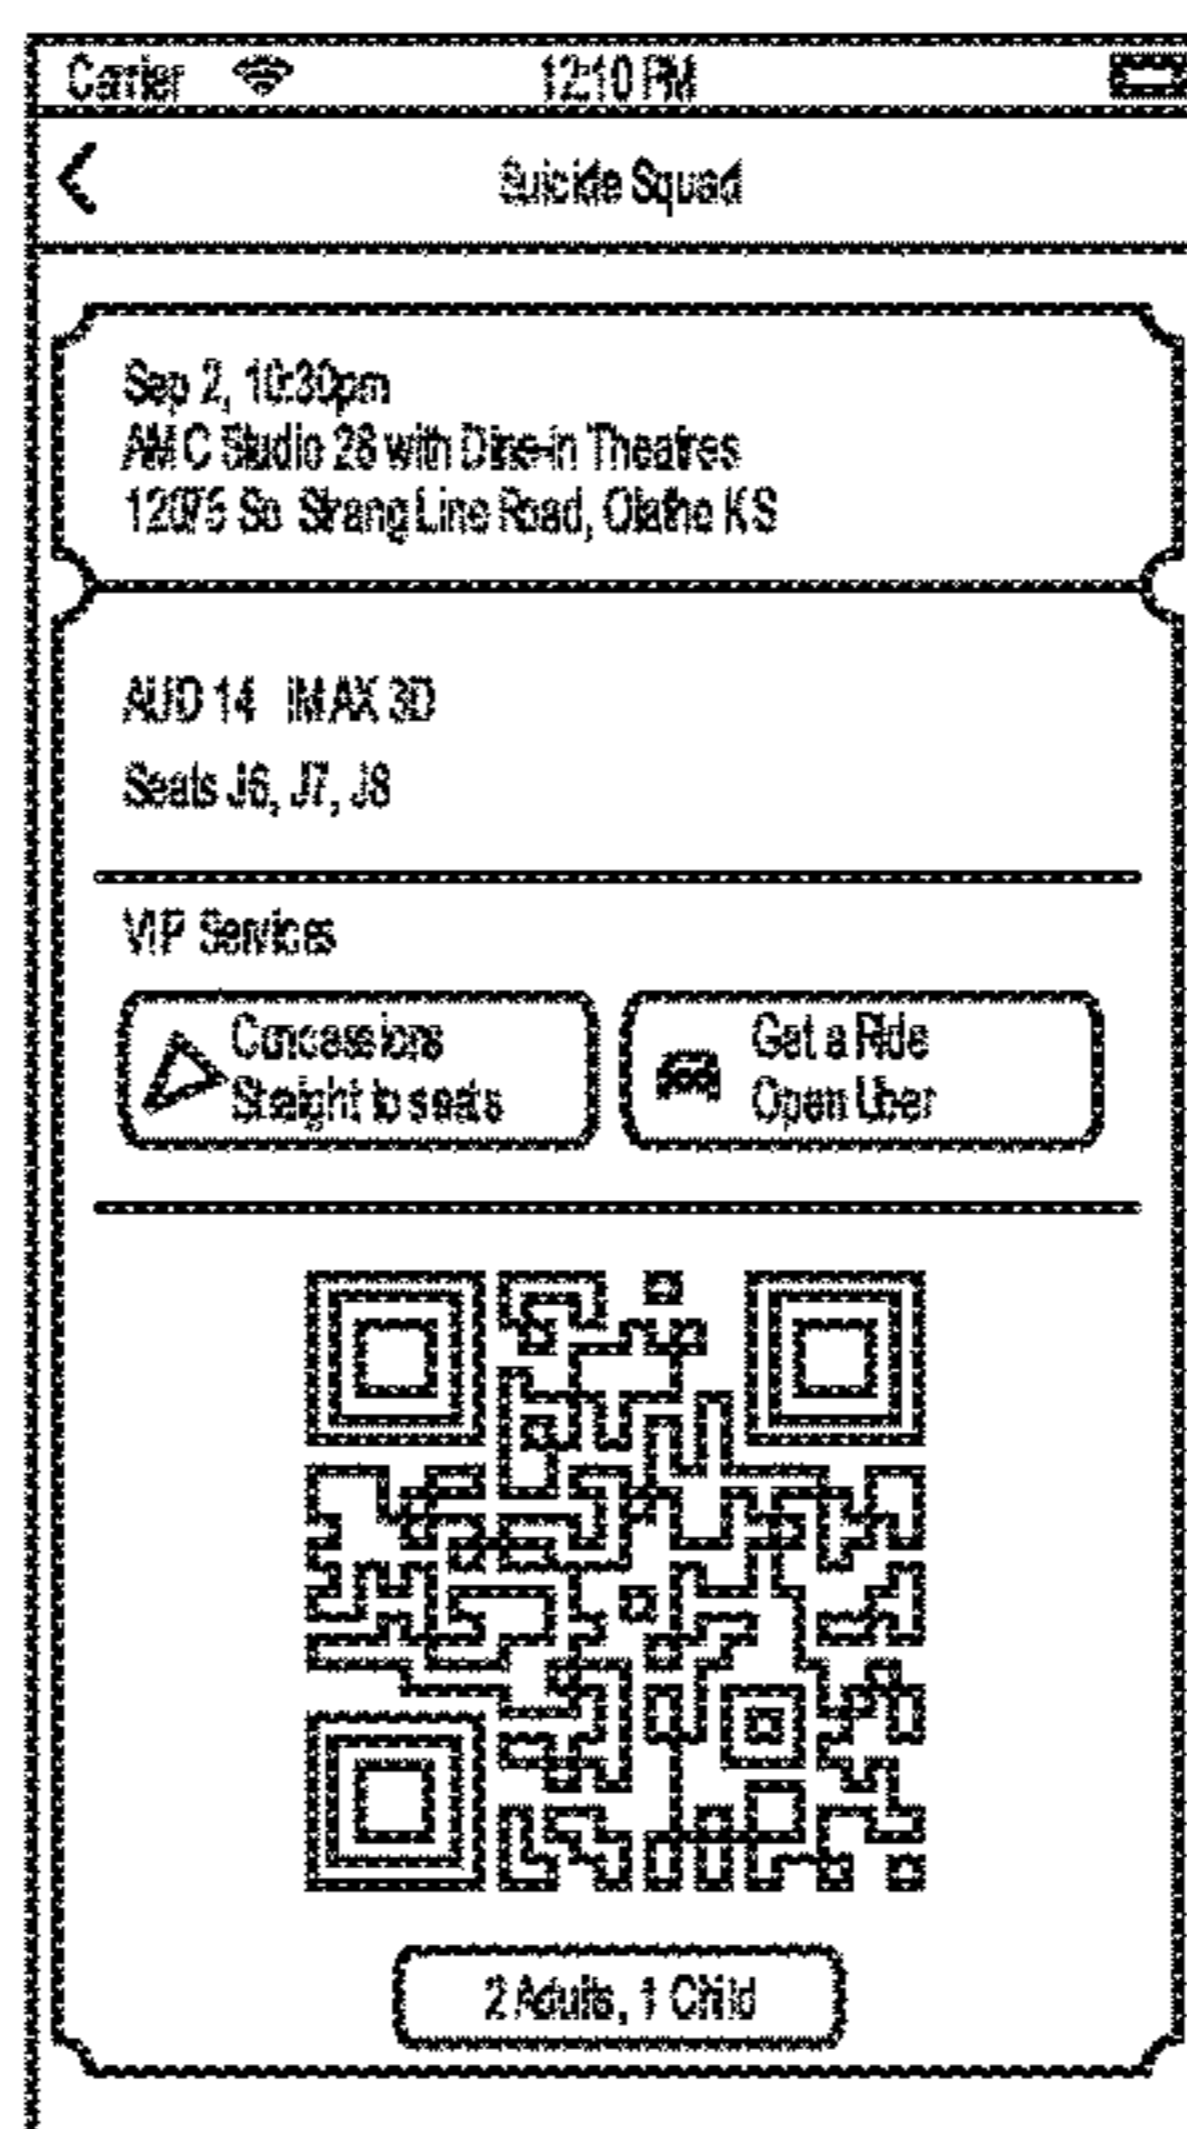 Carrier 12:10 PM
Suicide Squad
Sep 2, 10:30pm
AMC Studio 28 with Dine-in Theatres
12075 So Strang Line Road, Olathe KS
AUD 14 IMAX 3D
Seats J6, J7, J8
VIP Services
Concessions
Straight to seats
Get a Ride
Open Uber
2 Adults, 1 Child